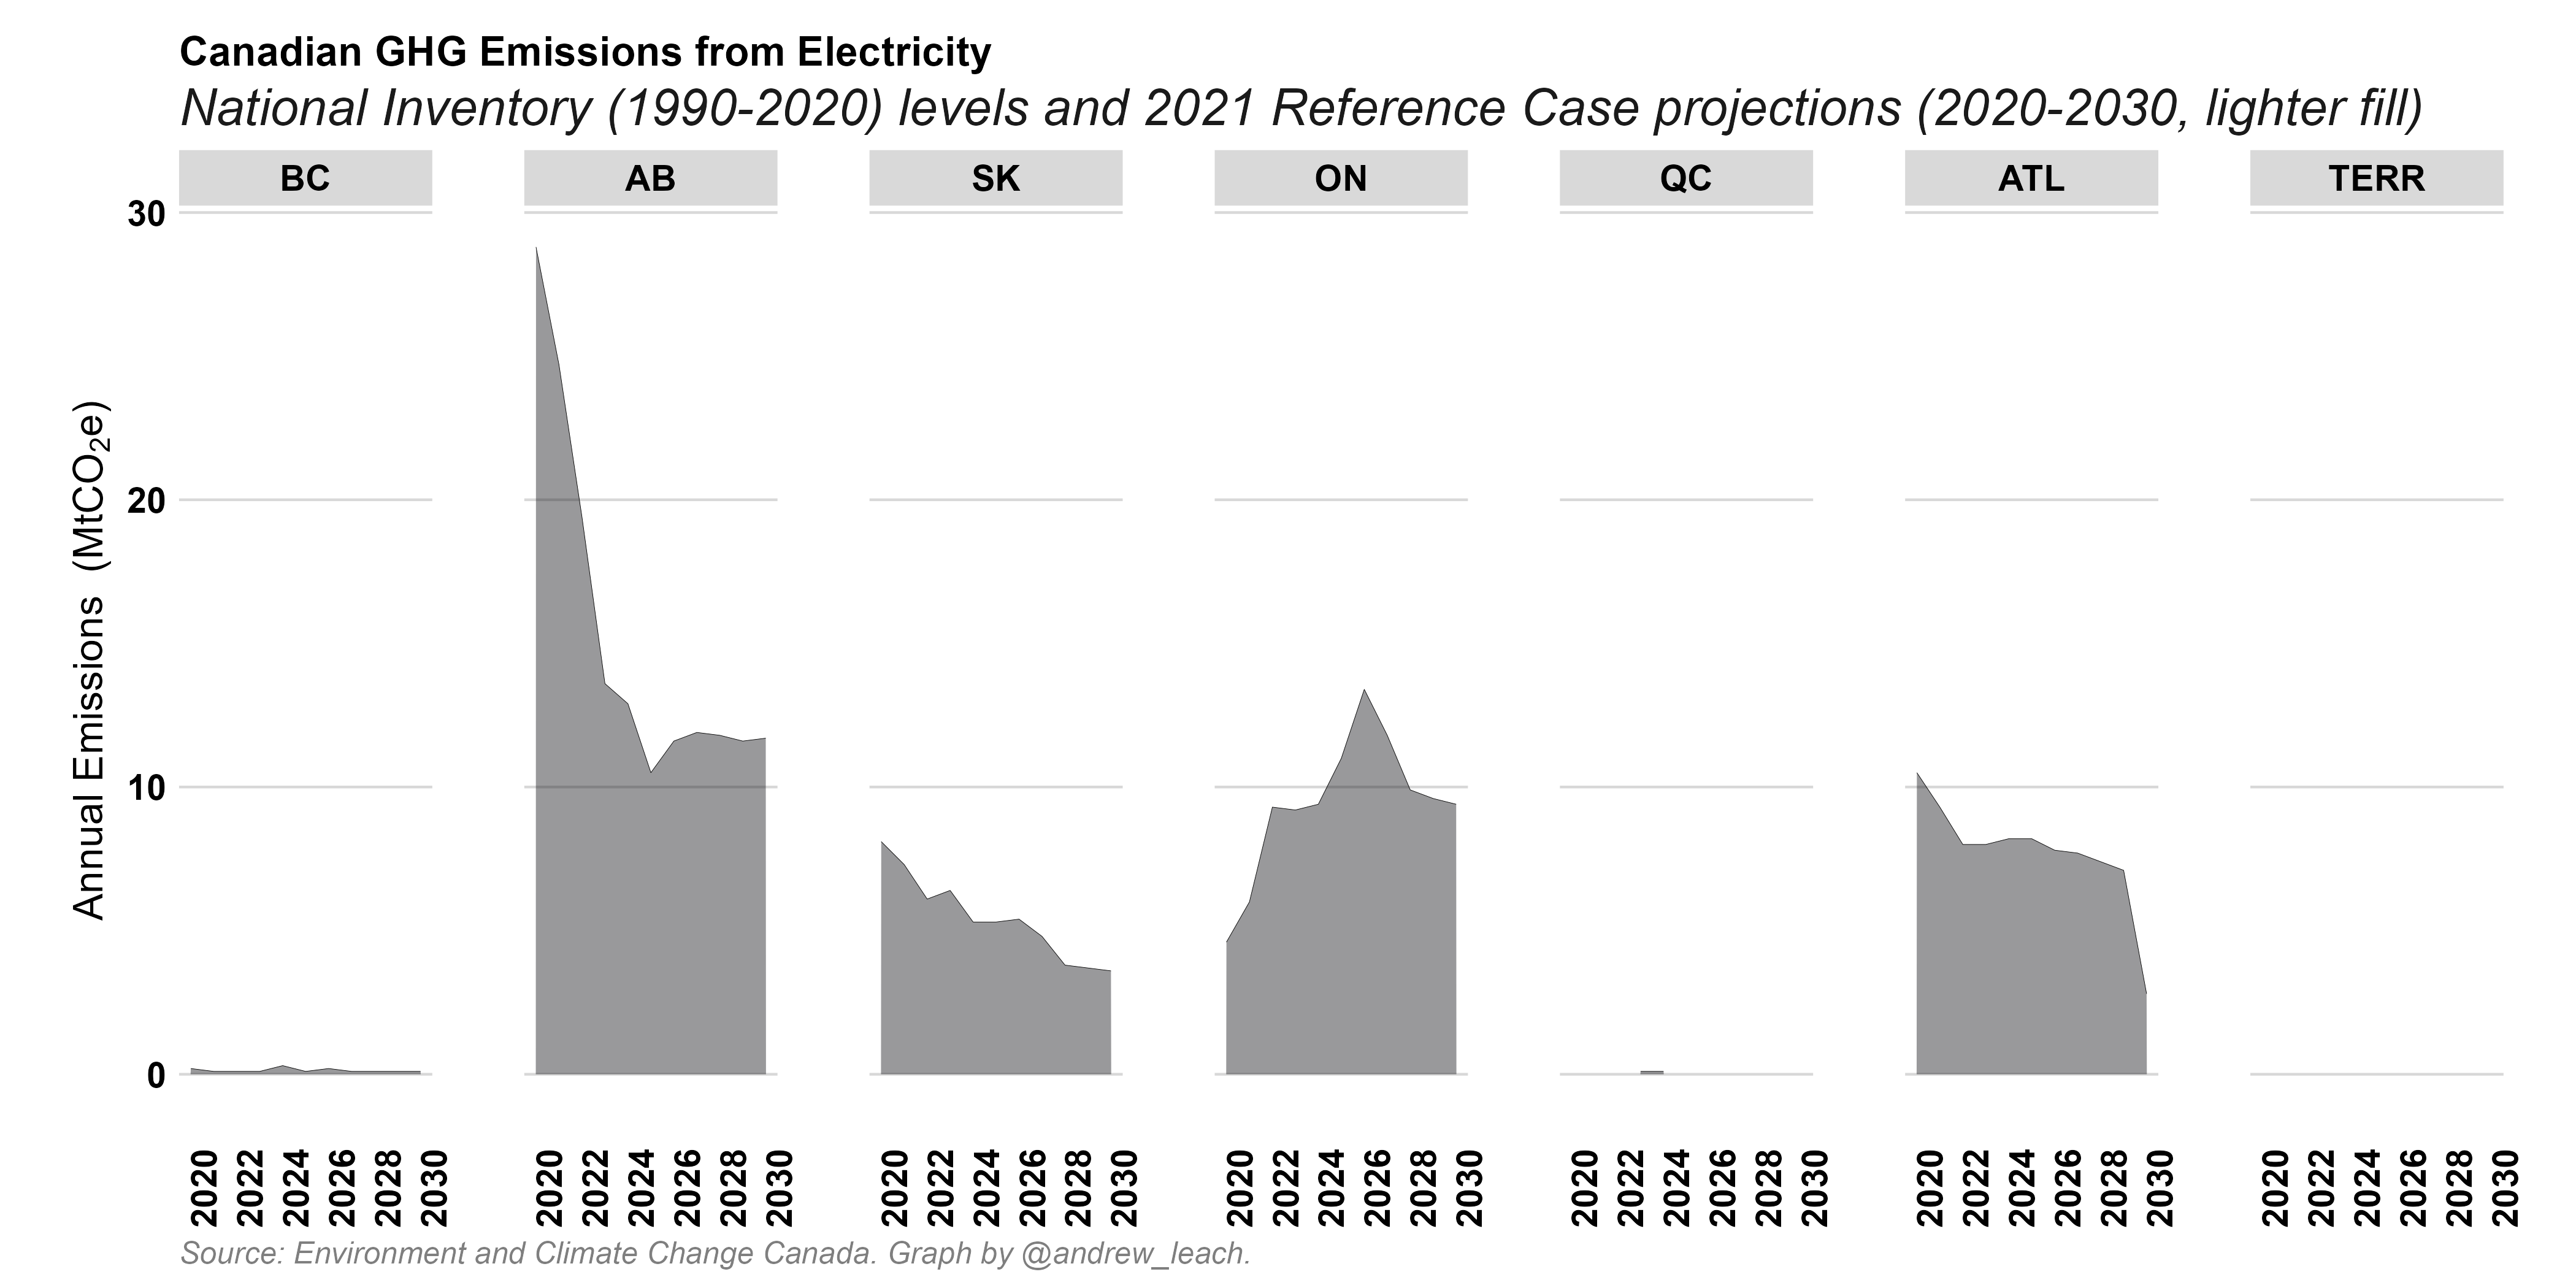 Canadian GHG Emissions from Electricity
National Inventory (1990-2020) levels and 2021 Reference Case projections (2020-2030, lighter fill)
BC AB SK ON QC ATL TERR
30
20
10
0
Annual Emissions (MtCO₂e)
2020 2022 2024 2026 2028 2030 2020 2022 2024 2026 2028 2030 2020 2022 2024 2026 2028 2030 2020 2022 2024 2026 2028 2030 2020 2022 2024 2026 2028 2030 2020 2022 2024 2026 2028 2030 2020 2022 2024 2026 2028 2030
Source: Environment and Climate Change Canada. Graph by @andrew_leach.